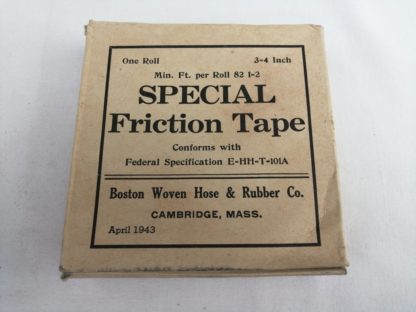 One Roll 3-4 Inch
Min. Ft. per Roll 82 1-2
SPECIAL
Friction Tape
Conforms with
Federal Specification E-HH-T-101A
Boston Woven Hose & Rubber Co.
CAMBRIDGE, MASS.
April 1943